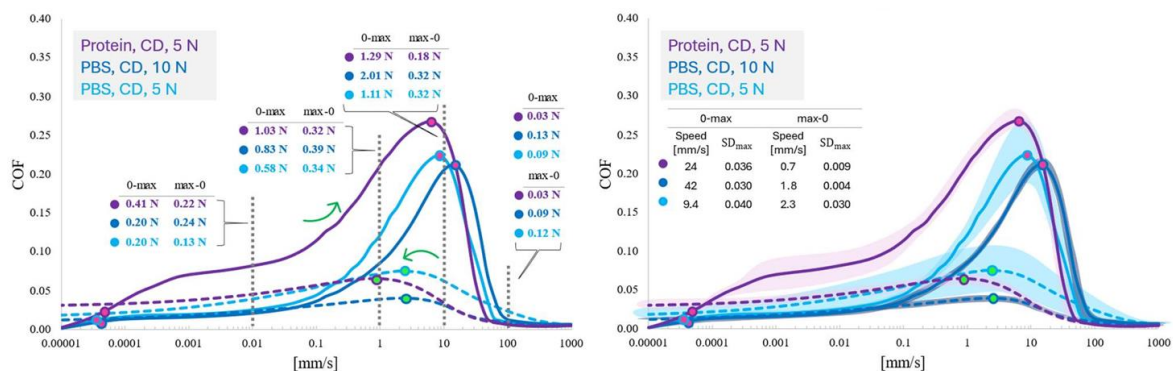 0.40
0.35
0.30
0.25
0.20
0.15
0.10
0.05
0.00
COF
Protein, CD, 5 N
PBS, CD, 10 N
PBS, CD, 5 N
0-max max-0
1.29 N 0.18 N
2.01 N 0.32 N
1.11 N 0.32 N
0-max max-0
1.03 N 0.32 N
0.83 N 0.39 N
0.58 N 0.34 N
0-max max-0
0.41 N 0.22 N
0.20 N 0.24 N
0.20 N 0.13 N
0-max
0.03 N
0.13 N
0.09 N
max-0
0.03 N
0.09 N
0.12 N
0.00001 0.0001 0.001 0.01 0.1 1 10 100 1000
[mm/s]
0.40
0.35
0.30
0.25
0.20
0.15
0.10
0.05
0.00
COF
Protein, CD, 5 N
PBS, CD, 10 N
PBS, CD, 5 N
0-max max-0
Speed [mm/s] SDmax Speed [mm/s] SDmax
24 0.036 0.7 0.009
42 0.030 1.8 0.004
9.4 0.040 2.3 0.030
0.00001 0.0001 0.001 0.01 0.1 1 10 100 1000
[mm/s]